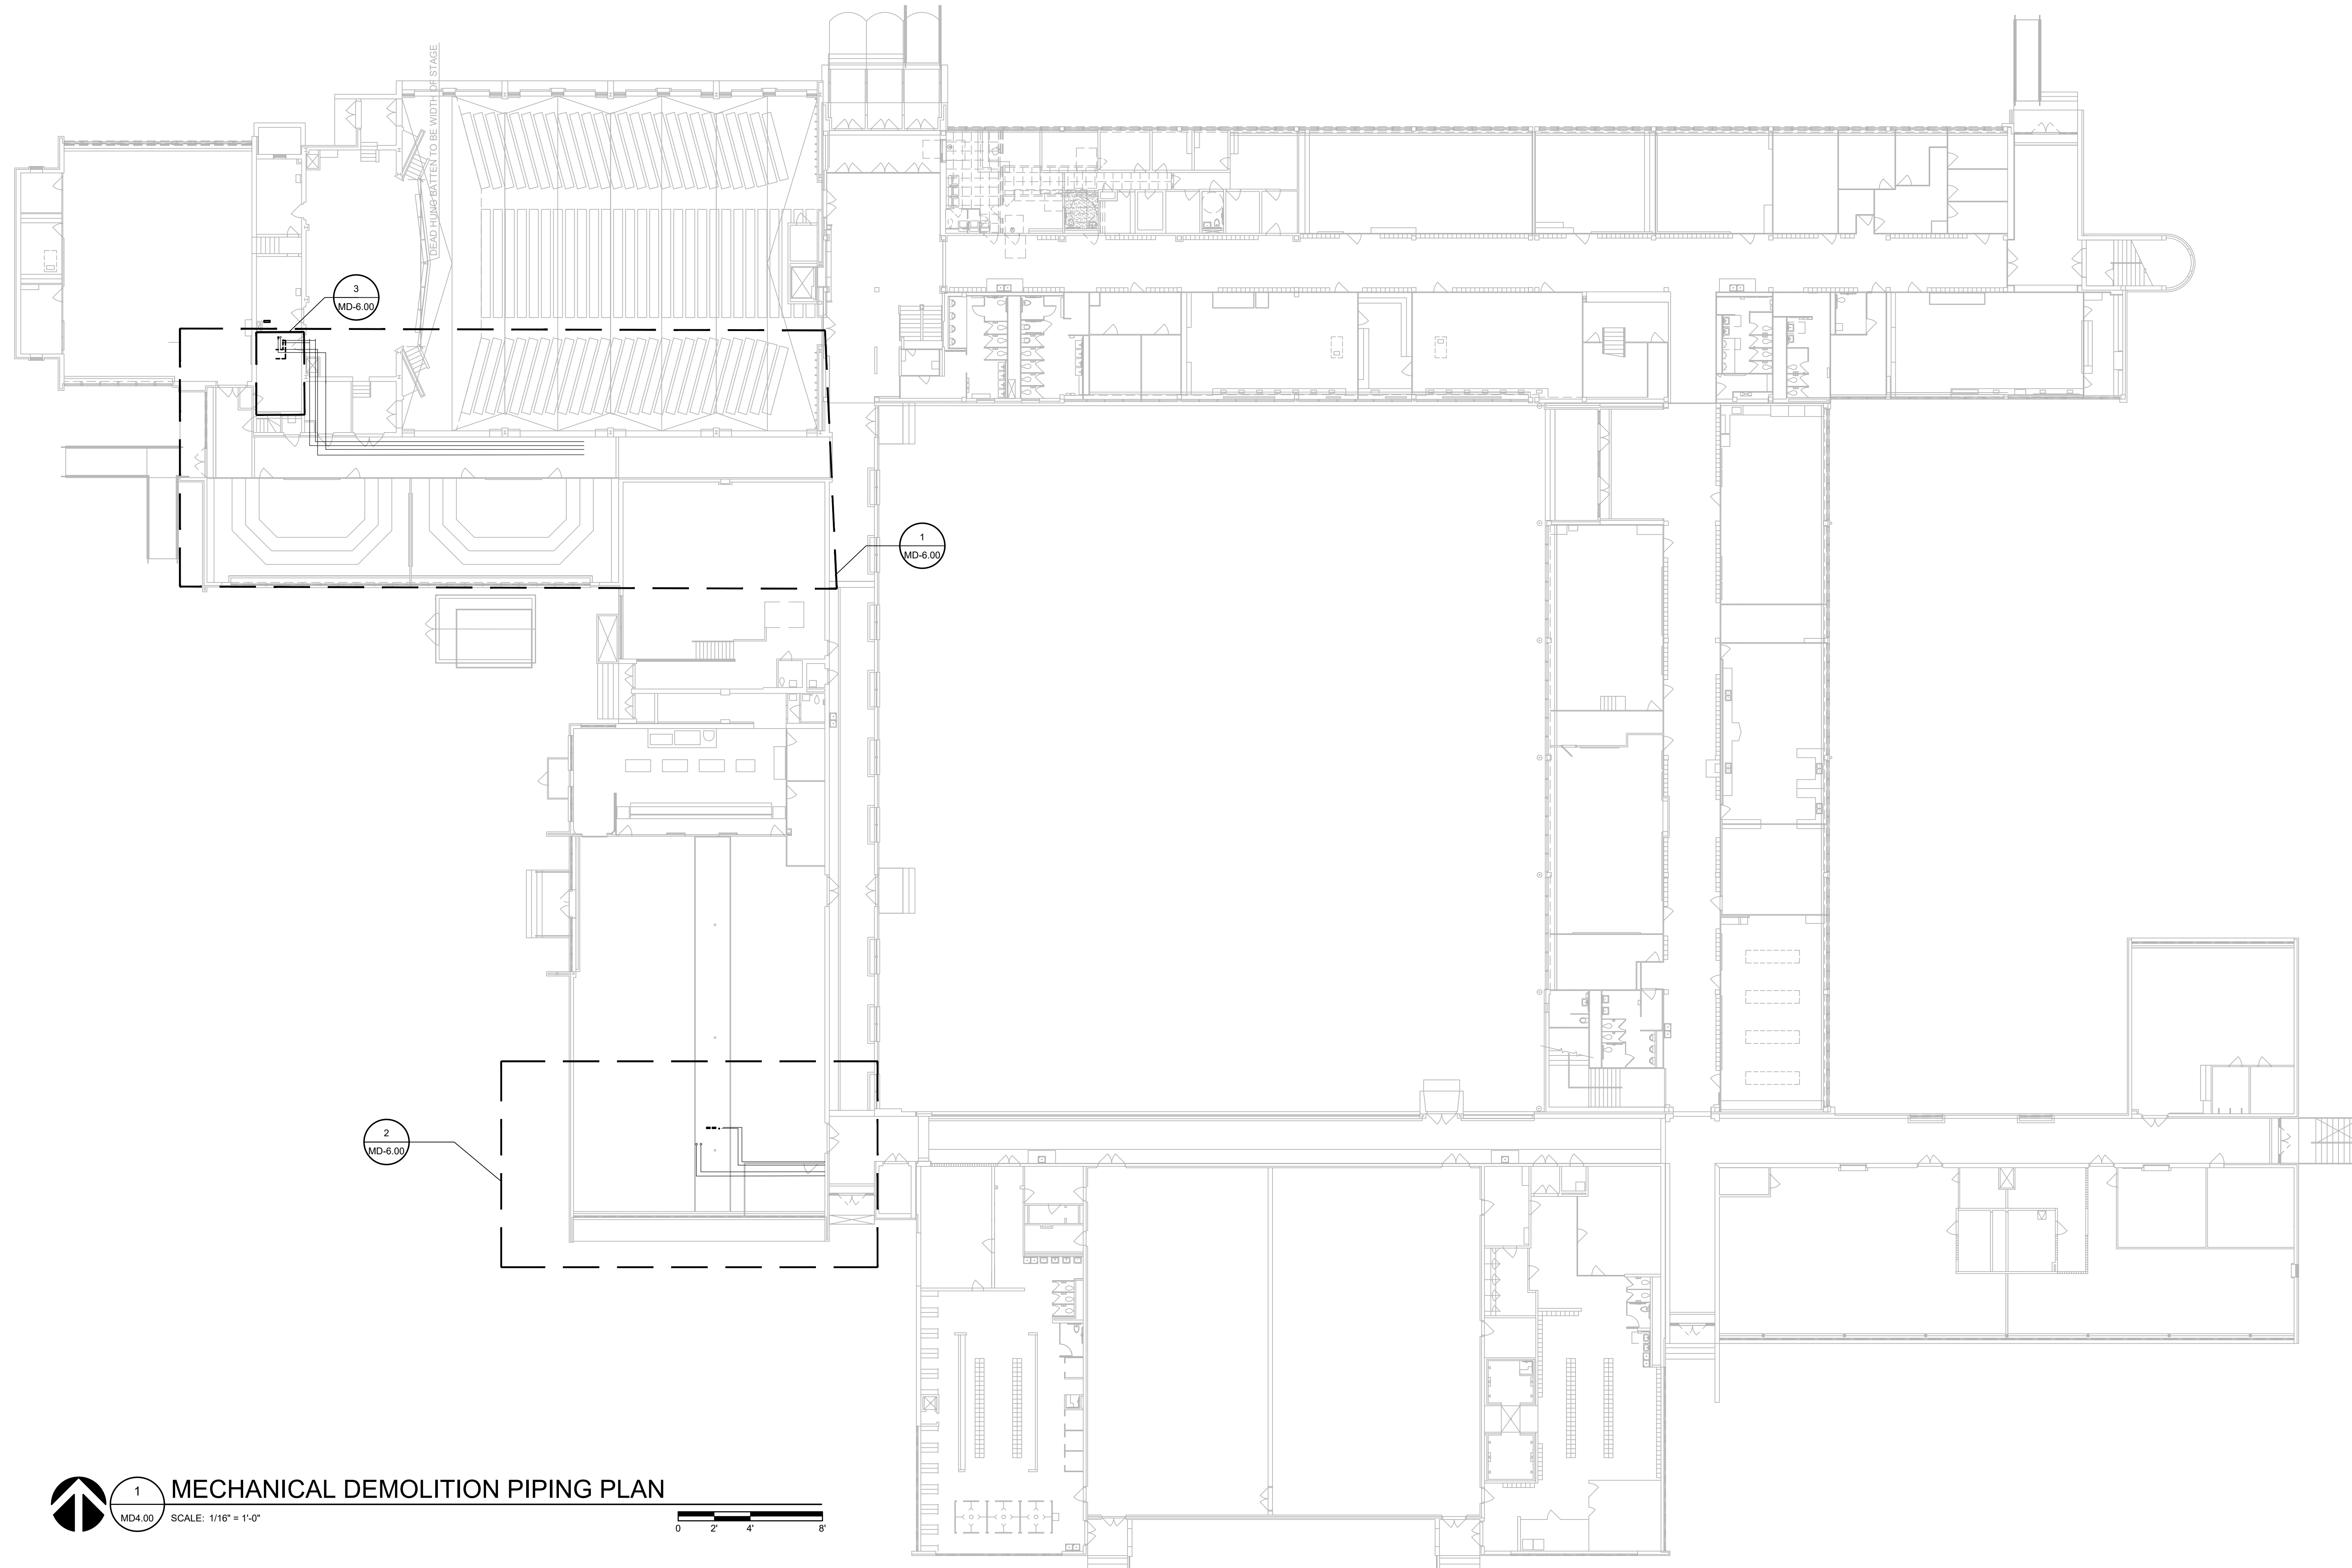 DEAD HUNG BATTEN TO BE WIDTH OF STAGE
3
MD-6.00
1
MD-6.00
2
MD-6.00
1
MD4.00
MECHANICAL DEMOLITION PIPING PLAN
SCALE: 1/16" = 1'-0"
0 2' 4' 8'